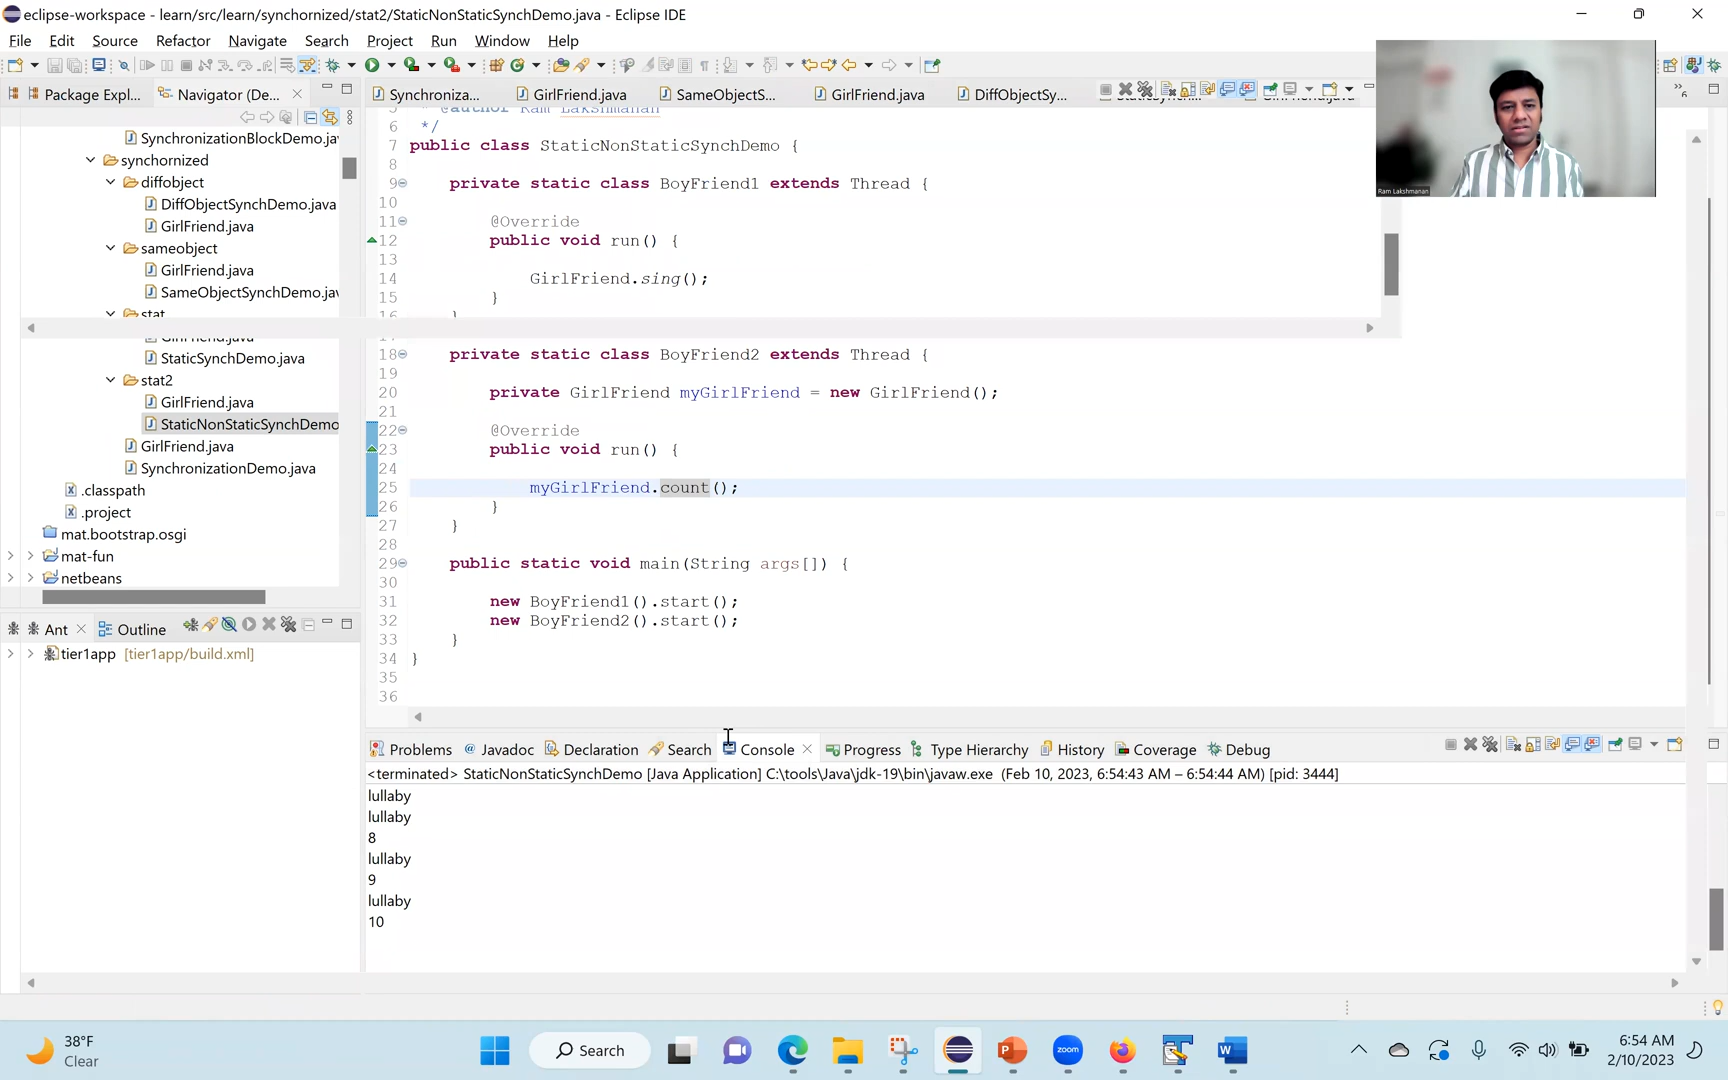 eclipse-workspace - learn/src/learn/synchornized/stat2/StaticNonStaticSynchDemo.java - Eclipse IDE
File Edit Source Refactor Navigate Search Project Run Window Help
Package Expl... Navigator (De...
Synchroniza... GirlFriend.java SameObjectS... GirlFriend.java DiffObjectSy...
SynchronizationBlockDemo.jav
synchornized
diffobject
DiffObjectSynchDemo.java
GirlFriend.java
sameobject
GirlFriend.java
SameObjectSynchDemo.jav
stat
GirlFriend.java
StaticSynchDemo.java
stat2
GirlFriend.java
StaticNonStaticSynchDemo
GirlFriend.java
SynchronizationDemo.java
.classpath
.project
mat.bootstrap.osgi
mat-fun
netbeans
Ant Outline
tier1app [tier1app/build.xml]
* @author Ram Lakshmanan
6 */
7 public class StaticNonStaticSynchDemo {
8
9 private static class BoyFriend1 extends Thread {
10
11 @Override
12 public void run() {
13
14 GirlFriend.sing();
15 }
16 }
18 private static class BoyFriend2 extends Thread {
19
20 private GirlFriend myGirlFriend = new GirlFriend();
21
22 @Override
23 public void run() {
24
25 myGirlFriend.count();
26 }
27 }
28
29 public static void main(String args[]) {
30
31 new BoyFriend1().start();
32 new BoyFriend2().start();
33 }
34 }
35
36
Ram Lakshmanan
Problems Javadoc Declaration Search Console Progress Type Hierarchy History Coverage Debug
<terminated> StaticNonStaticSynchDemo [Java Application] C:\tools\Java\jdk-19\bin\javaw.exe (Feb 10, 2023, 6:54:43 AM – 6:54:44 AM) [pid: 3444]
lullaby
lullaby
8
lullaby
9
lullaby
10
38°F
Clear
Search
zoom
6:54 AM
2/10/2023